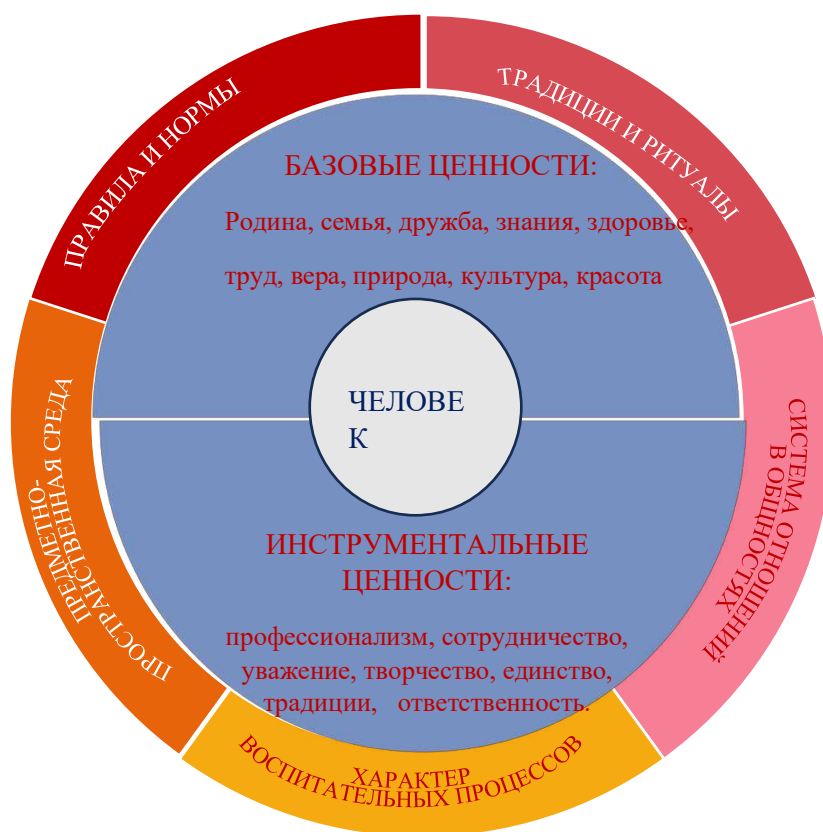 ПРАВИЛА И НОРМЫ
ТРАДИЦИИ И РИТУАЛЫ
БАЗОВЫЕ ЦЕННОСТИ:
Родина, семья, дружба, знания, здоровье,
труд, вера, природа, культура, красота
ЧЕЛОВЕ
К
ПРЕДМЕТНО-
ПРОСТРАНСТВЕННАЯ СРЕДА
СИСТЕМА ОТНОШЕНИЙ
В ОБЩНОСТЯХ
ИНСТРУМЕНТАЛЬНЫЕ
ЦЕННОСТИ:
профессионализм, сотрудничество,
уважение, творчество, единство,
традиции, ответственность.
ХАРАКТЕР
ВОСПИТАТЕЛЬНЫХ ПРОЦЕССОВ